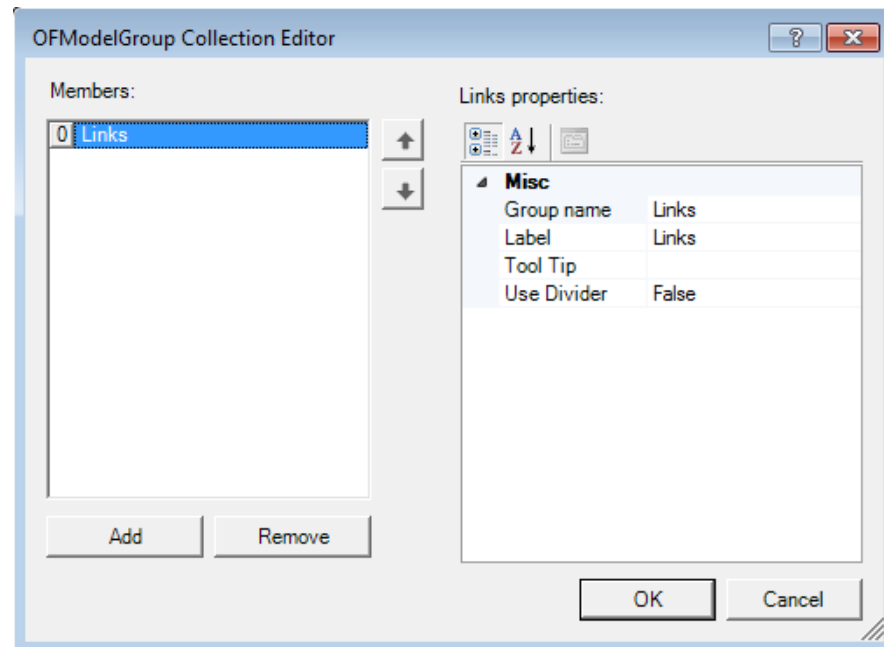 OFModelGroup Collection Editor
?
Members:
0 Links
Add
Remove
Links properties:
A
Z
Misc
Group name Links
Label Links
Tool Tip
Use Divider False
OK
Cancel